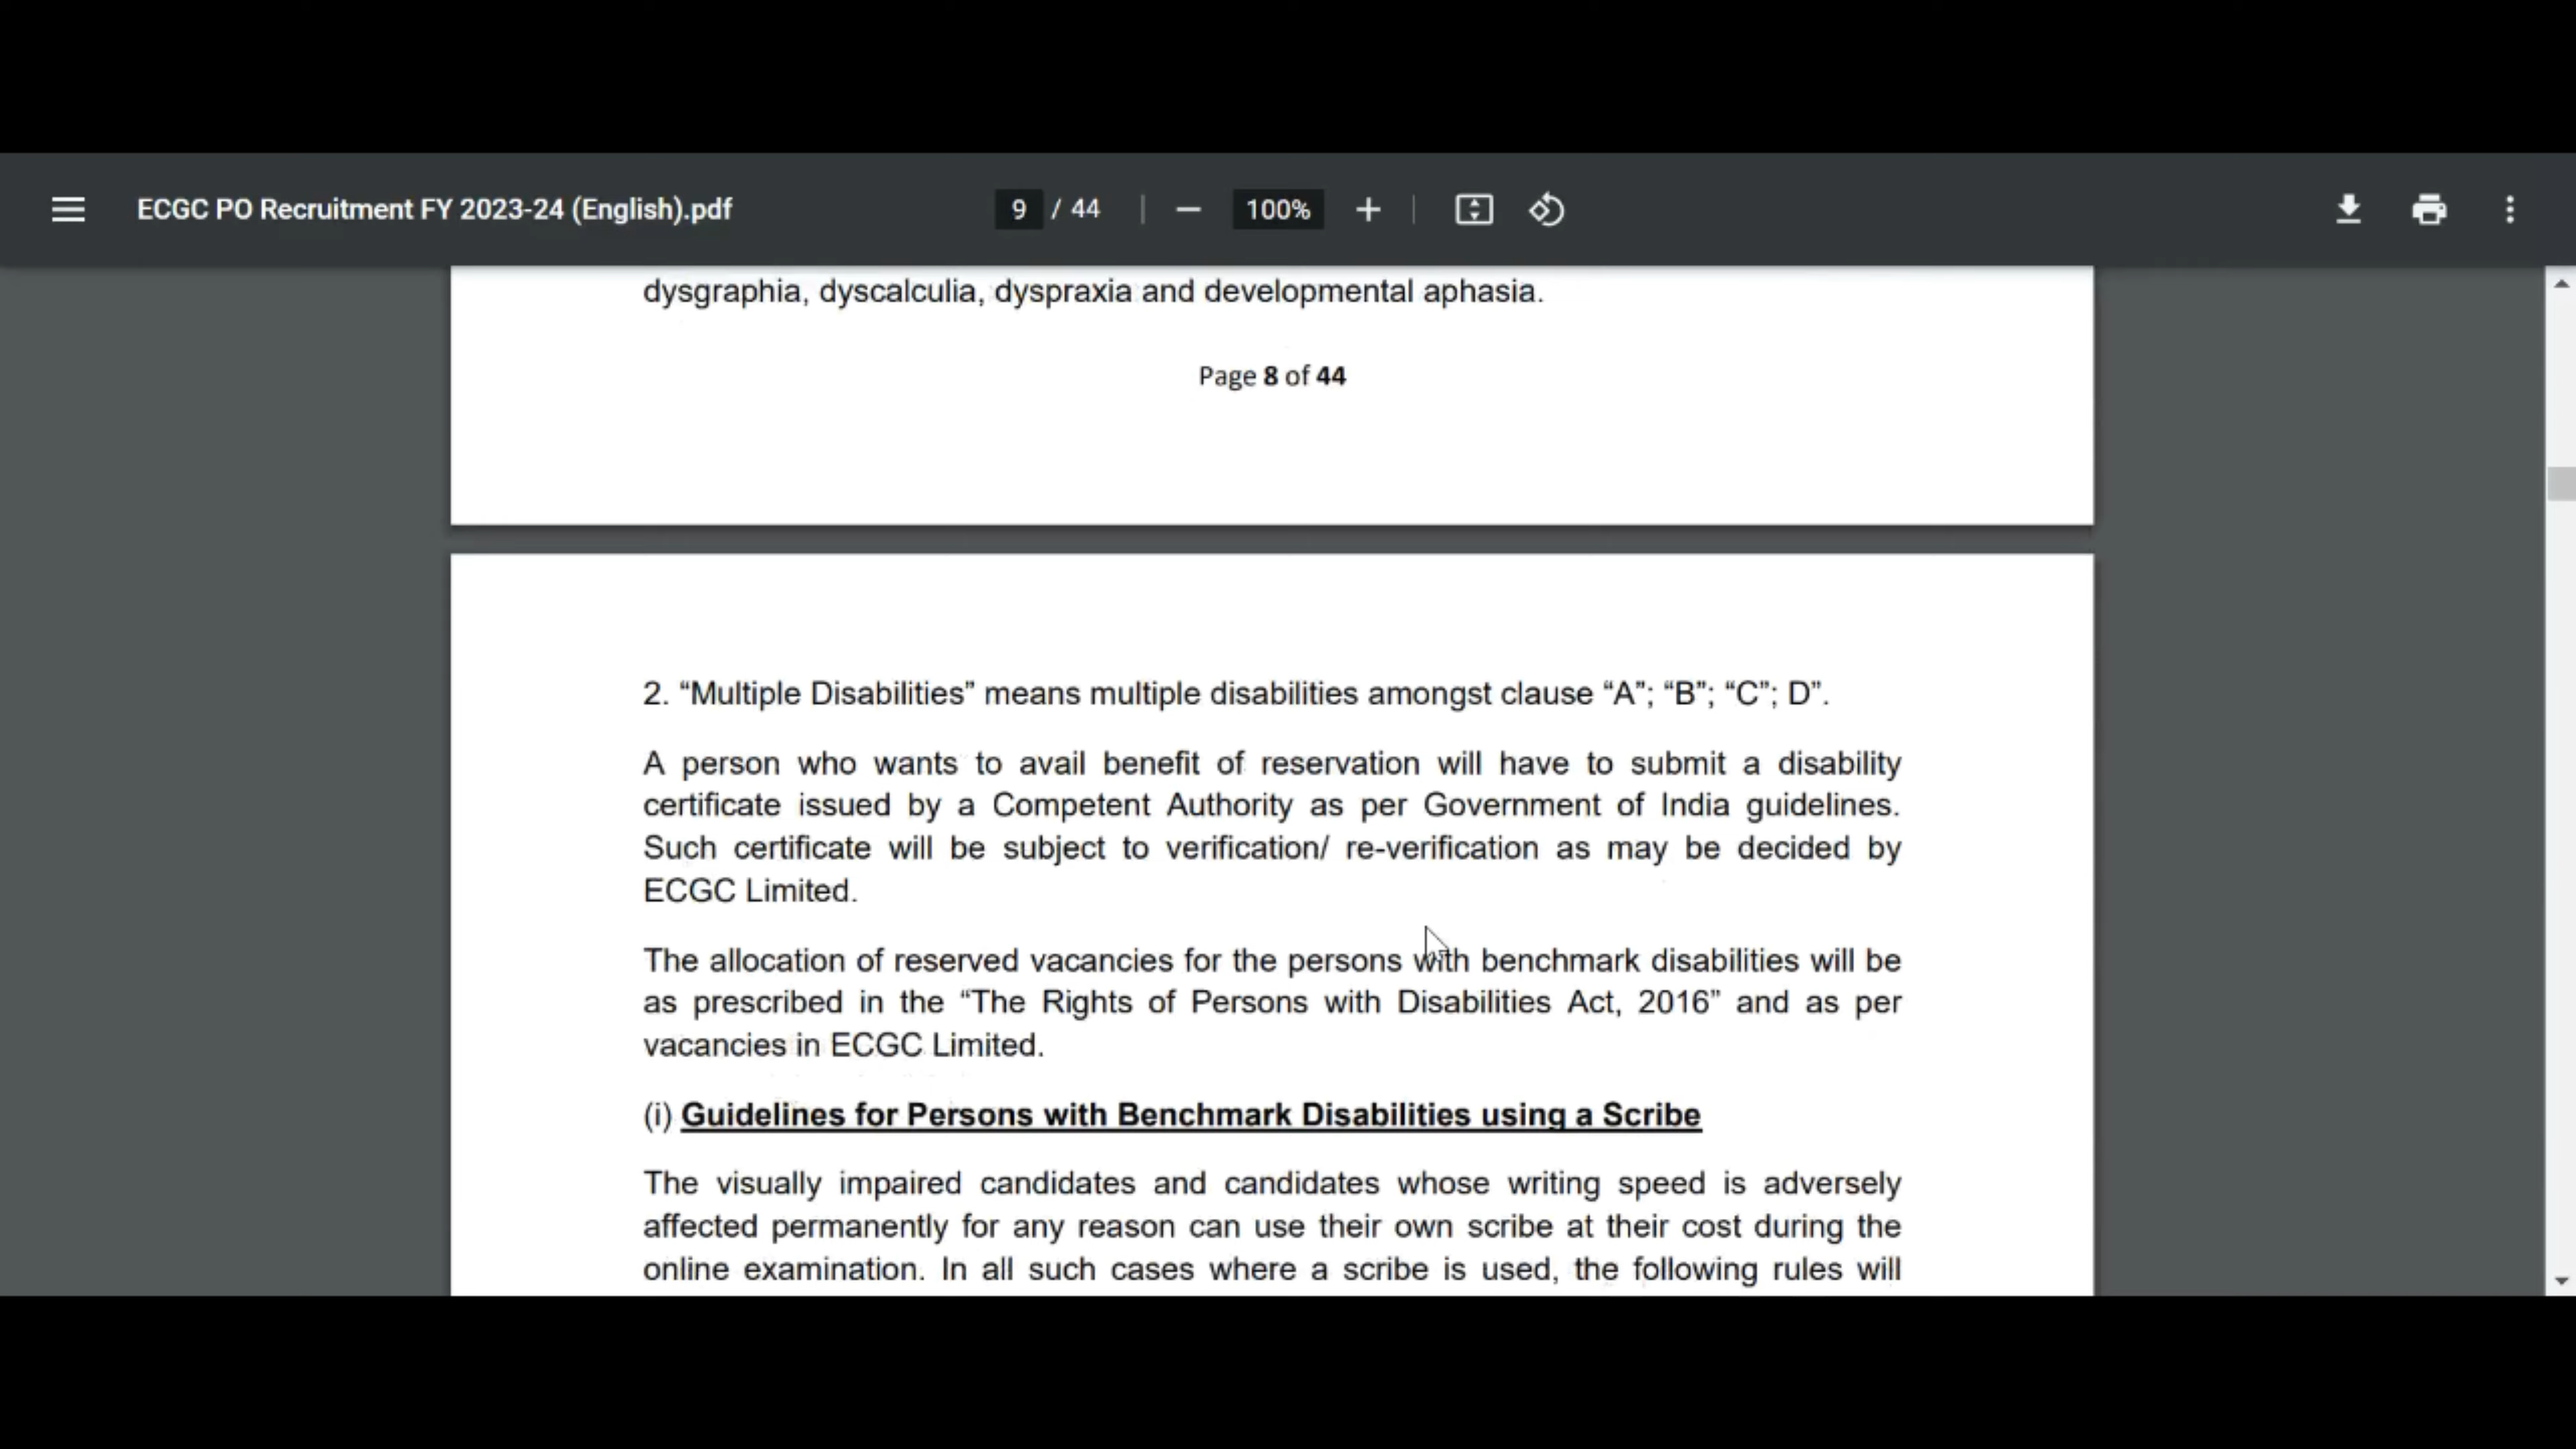 ECGC PO Recruitment FY 2023-24 (English).pdf
9 / 44
100%
dysgraphia, dyscalculia, dyspraxia and developmental aphasia.
Page 8 of 44
2. “Multiple Disabilities” means multiple disabilities amongst clause “A”; “B”; “C”; D”.
A person who wants to avail benefit of reservation will have to submit a disability
certificate issued by a Competent Authority as per Government of India guidelines.
Such certificate will be subject to verification/ re-verification as may be decided by
ECGC Limited.
The allocation of reserved vacancies for the persons with benchmark disabilities will be
as prescribed in the “The Rights of Persons with Disabilities Act, 2016” and as per
vacancies in ECGC Limited.
(i) Guidelines for Persons with Benchmark Disabilities using a Scribe
The visually impaired candidates and candidates whose writing speed is adversely
affected permanently for any reason can use their own scribe at their cost during the
online examination. In all such cases where a scribe is used, the following rules will